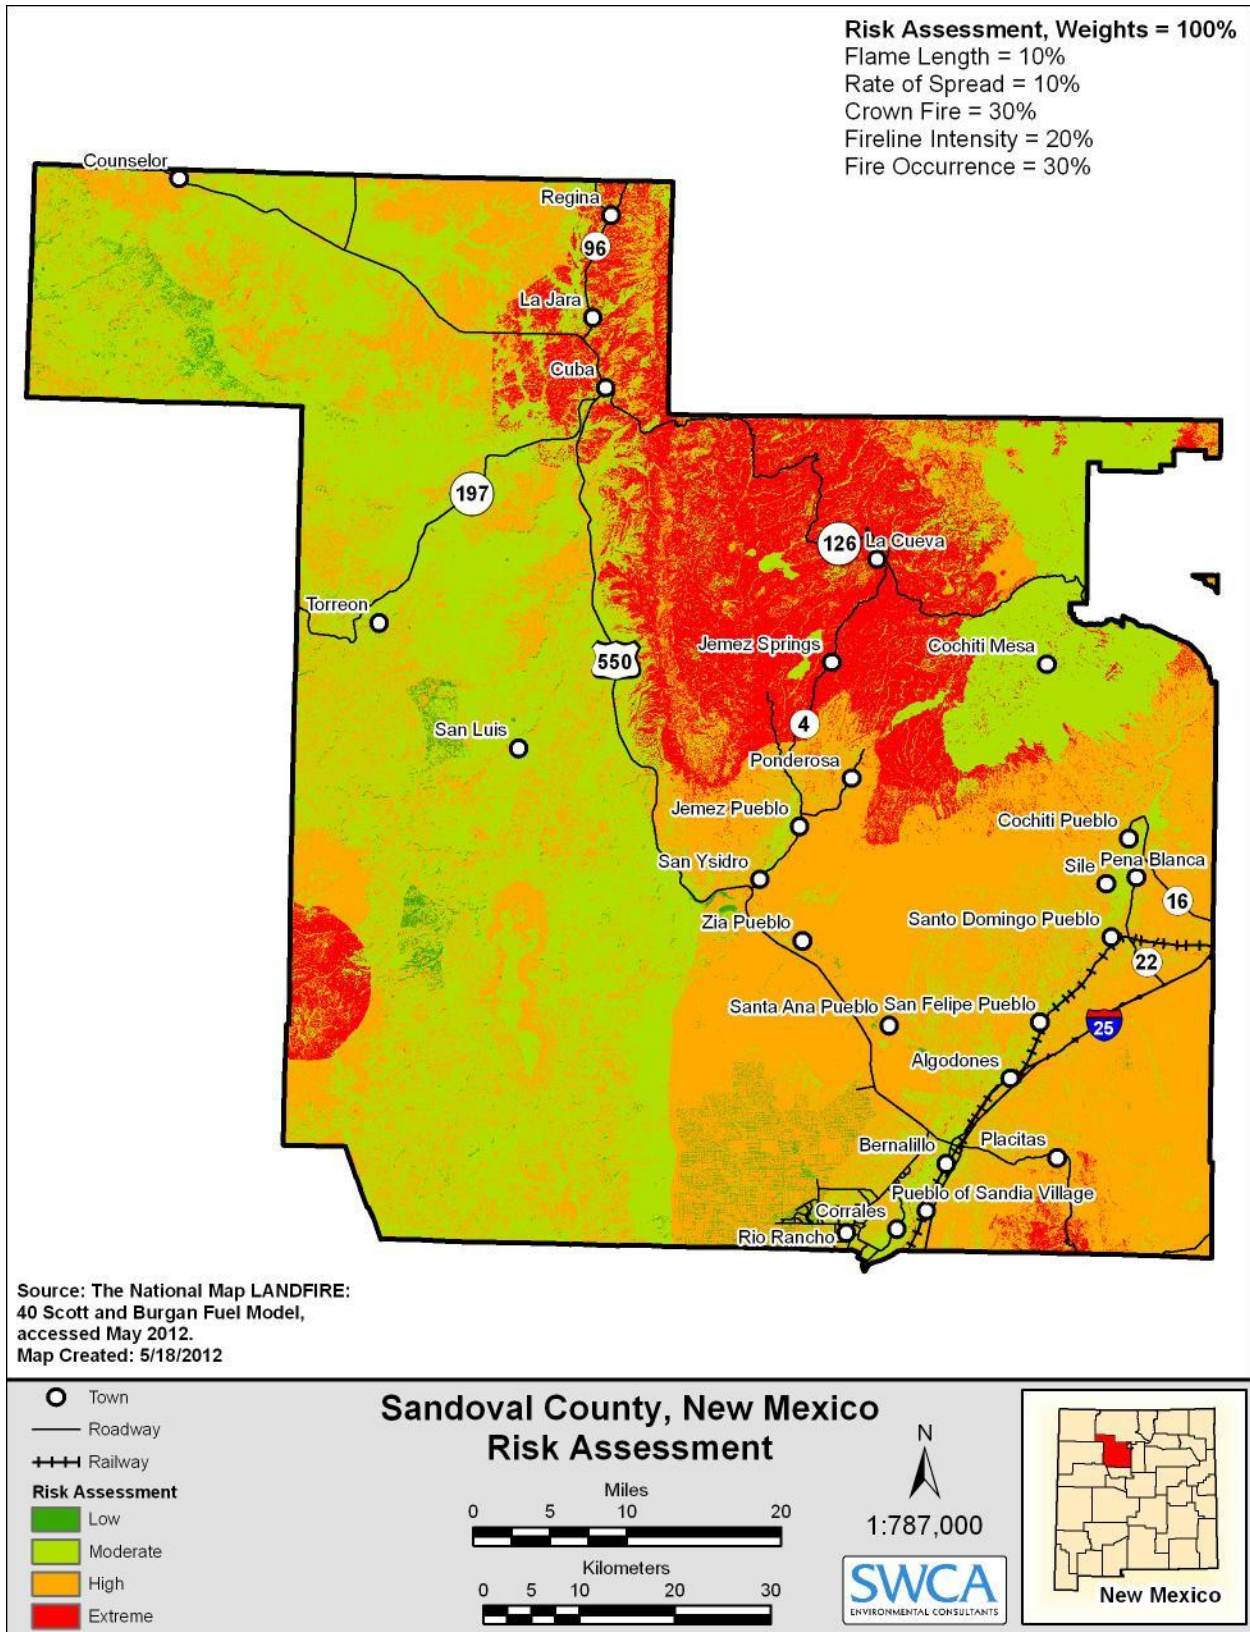 Risk Assessment, Weights = 100%
Flame Length = 10%
Rate of Spread = 10%
Crown Fire = 30%
Fireline Intensity = 20%
Fire Occurrence = 30%
Counselor
Regina
96
La Jara
Cuba
197
126
La Cueva
Torreon
550
Jemez Springs
Cochiti Mesa
4
San Luis
Ponderosa
Jemez Pueblo
Cochiti Pueblo
San Ysidro
Sile
Pena Blanca
16
Zia Pueblo
Santo Domingo Pueblo
22
Santa Ana Pueblo
San Felipe Pueblo
25
Algodones
Bernalillo
Placitas
Pueblo of Sandia Village
Corrales
Rio Rancho
Source: The National Map LANDFIRE:
40 Scott and Burgan Fuel Model,
accessed May 2012.
Map Created: 5/18/2012
Town
Roadway
Railway
Risk Assessment
Low
Moderate
High
Extreme
Sandoval County, New Mexico
Risk Assessment
Miles
0 5 10 20
Kilometers
0 5 10 20 30
N
1:787,000
SWCA
ENVIRONMENTAL CONSULTANTS
New Mexico